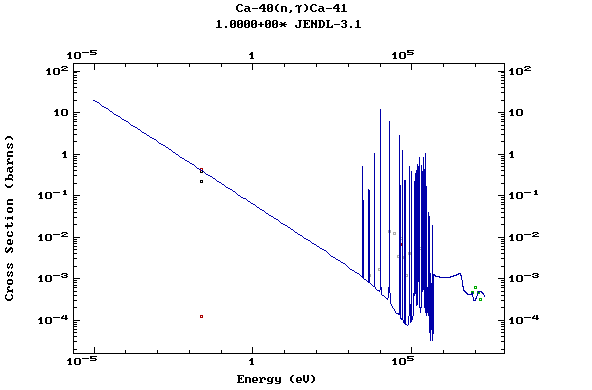 Ca-40(n,γ)Ca-41
1.0000+00* JENDL-3.1
10⁻⁵ 1 10⁵
10² 10²
10 10
1 1
10⁻¹ 10⁻¹
10⁻² 10⁻²
10⁻³ 10⁻³
10⁻⁴ 10⁻⁴
10⁻⁵ 1 10⁵
Cross Section (barns)
Energy (eV)